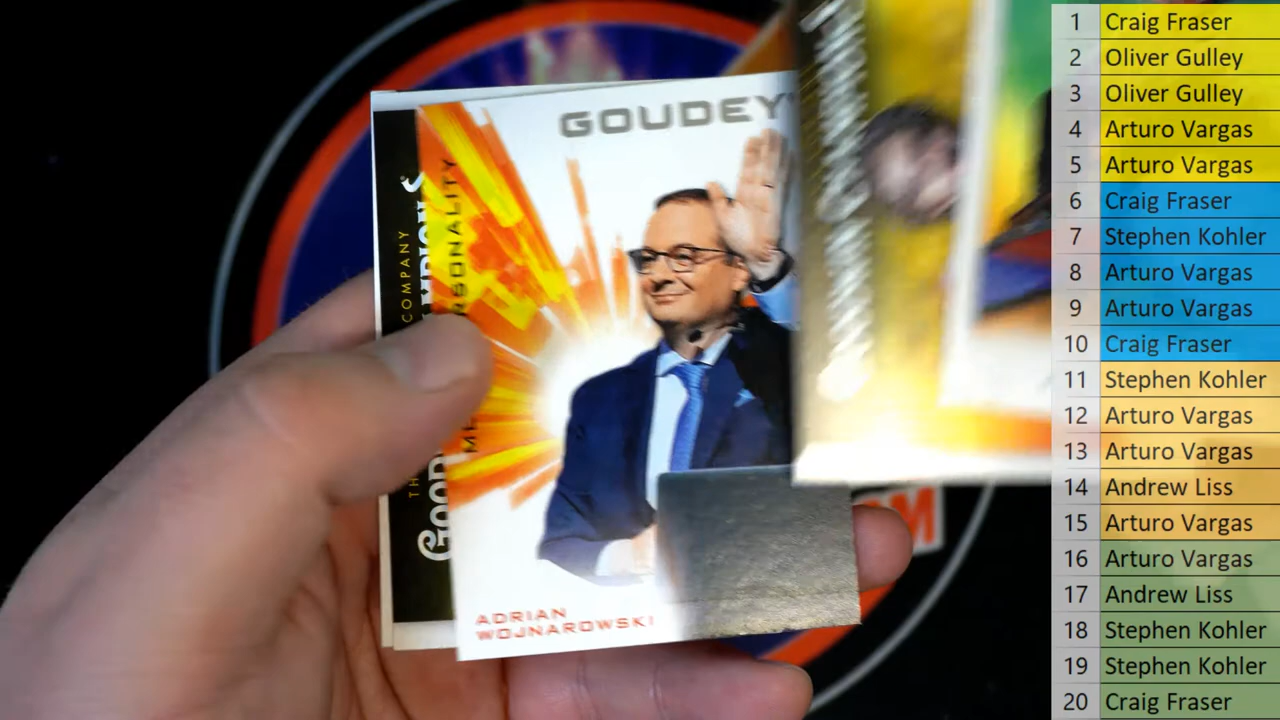 GOUDEY
COMPANY
ADRIAN
WOJNAROWSKI
1 Craig Fraser
2 Oliver Gulley
3 Oliver Gulley
4 Arturo Vargas
5 Arturo Vargas
6 Craig Fraser
7 Stephen Kohler
8 Arturo Vargas
9 Arturo Vargas
10 Craig Fraser
11 Stephen Kohler
12 Arturo Vargas
13 Arturo Vargas
14 Andrew Liss
15 Arturo Vargas
16 Arturo Vargas
17 Andrew Liss
18 Stephen Kohler
19 Stephen Kohler
20 Craig Fraser